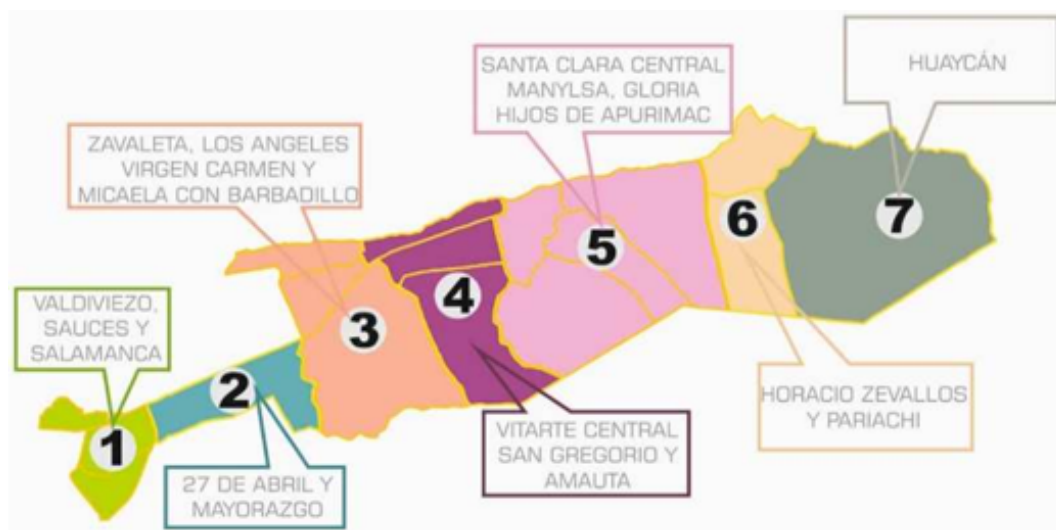 HUAYCÁN
SANTA CLARA CENTRAL
MANYLSA, GLORIA
HIJOS DE APURIMAC
ZAVALETA, LOS ANGELES
VIRGEN CARMEN Y
MICAELA CON BARBADILLO
VALDIVIEZO,
SAUCES Y
SALAMANCA
1
2
3
4
5
6
7
27 DE ABRIL Y
MAYORAZGO
VITARTE CENTRAL
SAN GREGORIO Y
AMAUTA
HORACIO ZEVALLOS
Y PARIACHI